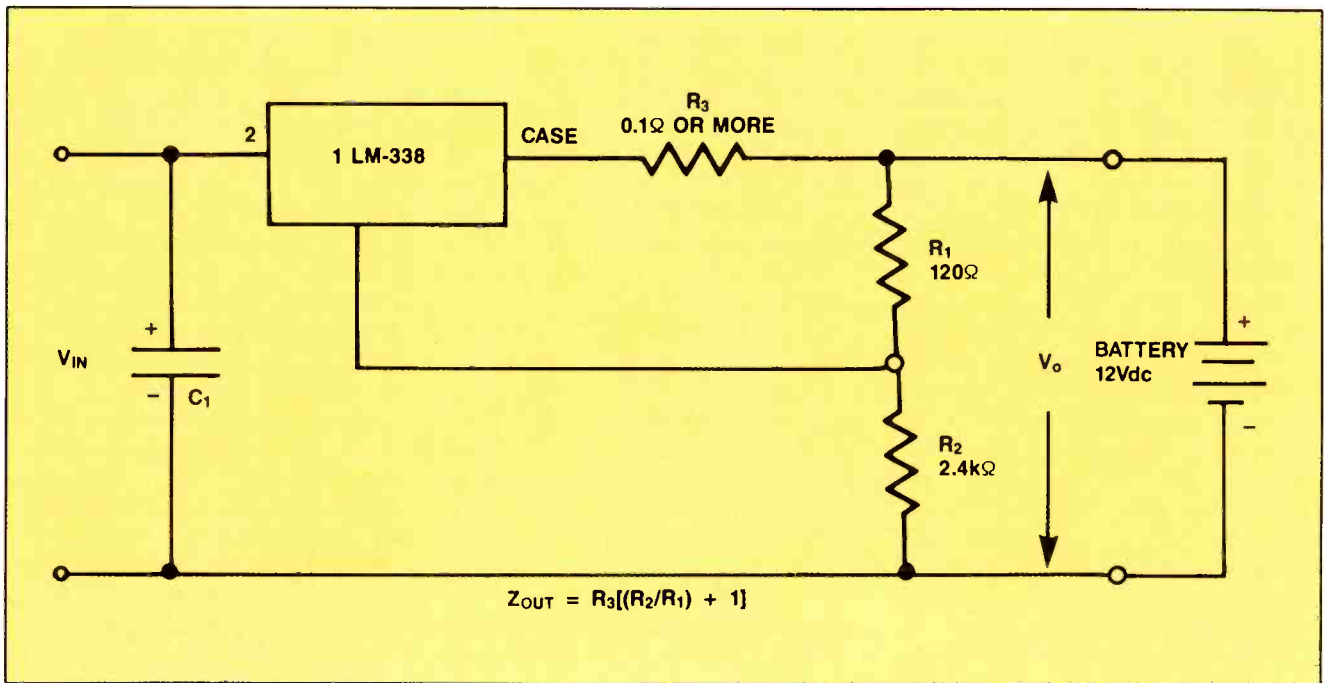 R3
0.1Ω OR MORE
2
1 LM-338
CASE
R1
120Ω
+
VIN
−
C1
Vo
BATTERY
12Vdc
+
−
R2
2.4kΩ
ZOUT = R3[(R2/R1) + 1]